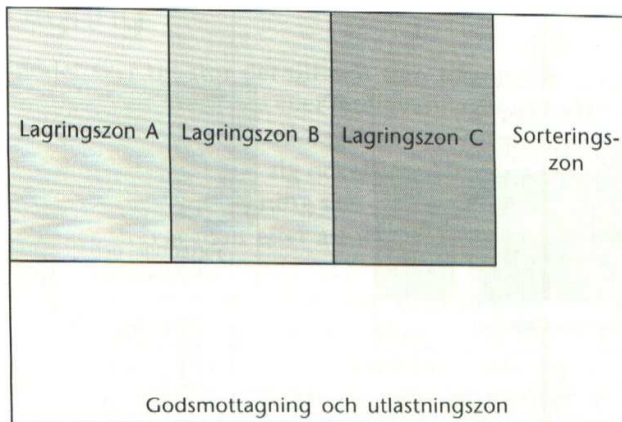 Lagringszon A
Lagringszon B
Lagringszon C
Sorterings-
zon
Godsmottagning och utlastningszon